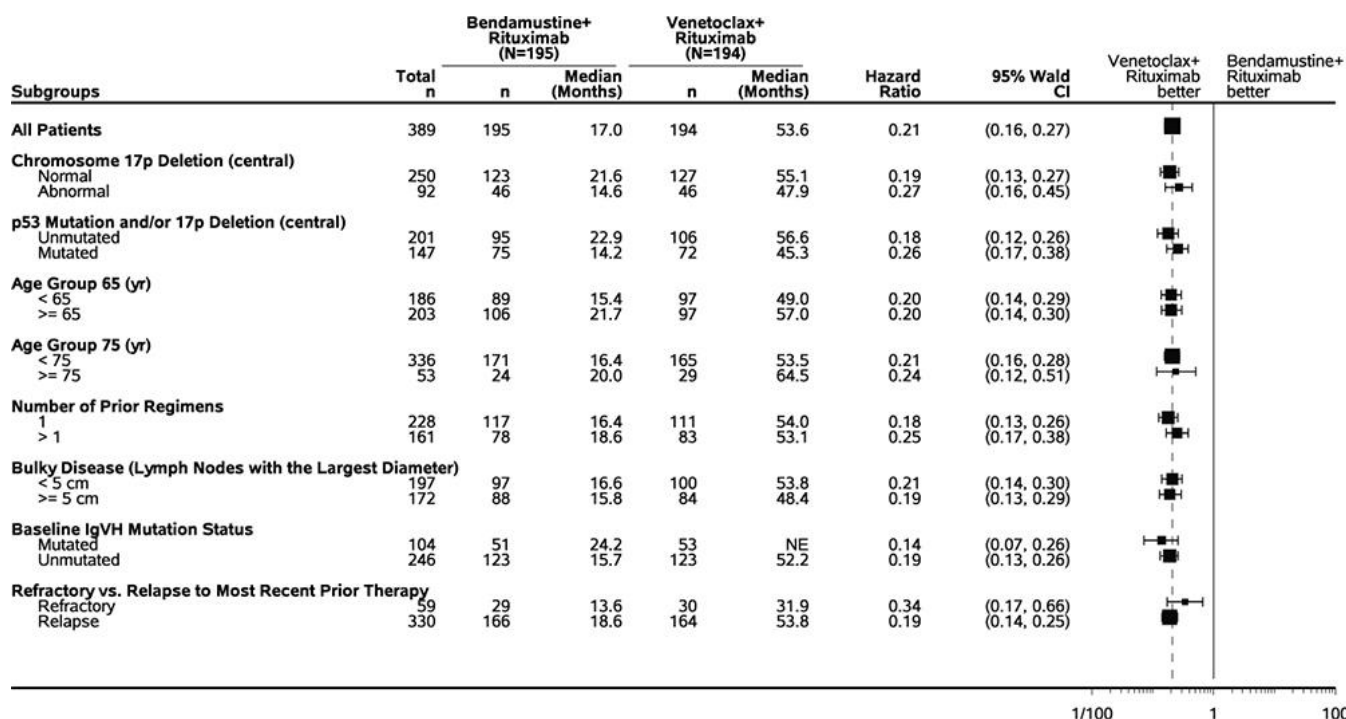 Bendamustine+ Rituximab (N=195) Venetoclax+ Rituximab (N=194)
Venetoclax+ Rituximab better Bendamustine+ Rituximab better
Subgroups Total n n Median (Months) n Median (Months) Hazard Ratio 95% Wald CI
All Patients 389 195 17.0 194 53.6 0.21 (0.16, 0.27)
Chromosome 17p Deletion (central)
Normal 250 123 21.6 127 55.1 0.19 (0.13, 0.27)
Abnormal 92 46 14.6 46 47.9 0.27 (0.16, 0.45)
p53 Mutation and/or 17p Deletion (central)
Unmutated 201 95 22.9 106 56.6 0.18 (0.12, 0.26)
Mutated 147 75 14.2 72 45.3 0.26 (0.17, 0.38)
Age Group 65 (yr)
< 65 186 89 15.4 97 49.0 0.20 (0.14, 0.29)
>= 65 203 106 21.7 97 57.0 0.20 (0.14, 0.30)
Age Group 75 (yr)
< 75 336 171 16.4 165 53.5 0.21 (0.16, 0.28)
>= 75 53 24 20.0 29 64.5 0.24 (0.12, 0.51)
Number of Prior Regimens
1 228 117 16.4 111 54.0 0.18 (0.13, 0.26)
> 1 161 78 18.6 83 53.1 0.25 (0.17, 0.38)
Bulky Disease (Lymph Nodes with the Largest Diameter)
< 5 cm 197 97 16.6 100 53.8 0.21 (0.14, 0.30)
>= 5 cm 172 88 15.8 84 48.4 0.19 (0.13, 0.29)
Baseline IgVH Mutation Status
Mutated 104 51 24.2 53 NE 0.14 (0.07, 0.26)
Unmutated 246 123 15.7 123 52.2 0.19 (0.13, 0.26)
Refractory vs. Relapse to Most Recent Prior Therapy
Refractory 59 29 13.6 30 31.9 0.34 (0.17, 0.66)
Relapse 330 166 18.6 164 53.8 0.19 (0.14, 0.25)
1/100 1 100